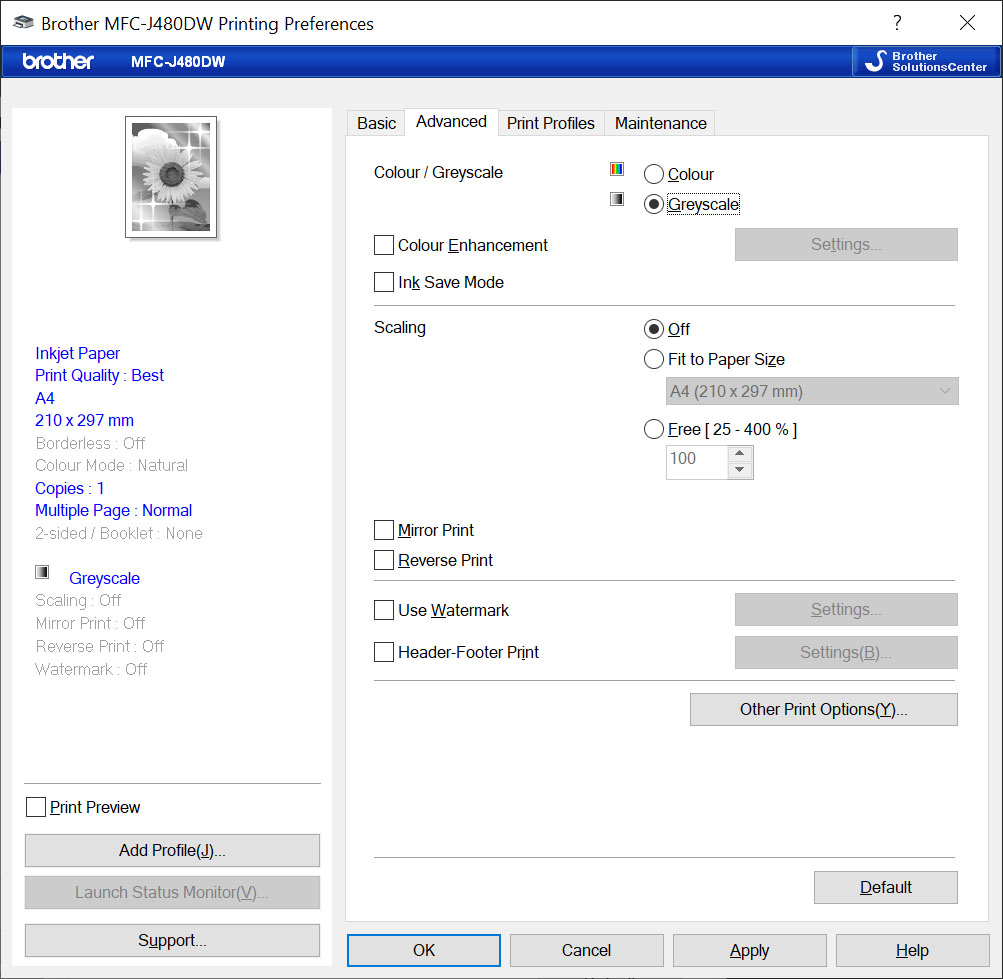 Brother MFC-J480DW Printing Preferences
?
brother MFC-J480DW
Brother
SolutionsCenter
Inkjet Paper
Print Quality : Best
A4
210 x 297 mm
Borderless : Off
Colour Mode : Natural
Copies : 1
Multiple Page : Normal
2-sided / Booklet : None
Greyscale
Scaling : Off
Mirror Print : Off
Reverse Print : Off
Watermark : Off
Print Preview
Add Profile(J)...
Launch Status Monitor(V)...
Support...
Basic Advanced Print Profiles Maintenance
Colour / Greyscale
Colour
Greyscale
Colour Enhancement Settings...
Ink Save Mode
Scaling
Off
Fit to Paper Size
A4 (210 x 297 mm)
Free [ 25 - 400 % ]
100
Mirror Print
Reverse Print
Use Watermark Settings...
Header-Footer Print Settings(B)...
Other Print Options(Y)...
Default
OK Cancel Apply Help